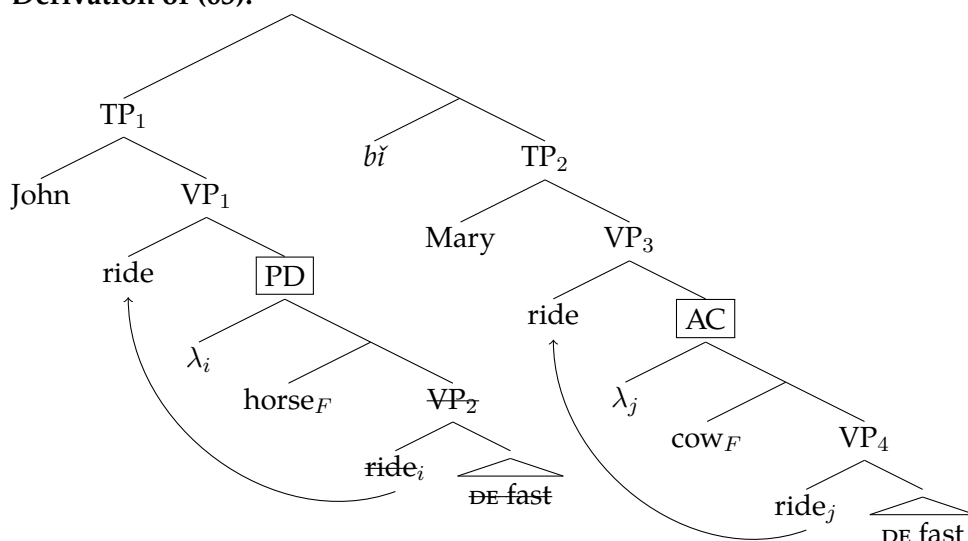 Derivation of (63):
TP₁
bǐ TP₂
John VP₁
Mary VP₃
ride PD
ride AC
λᵢ
horse_F VP₂
λⱼ
cow_F VP₄
rideᵢ DE fast
rideⱼ DE fast